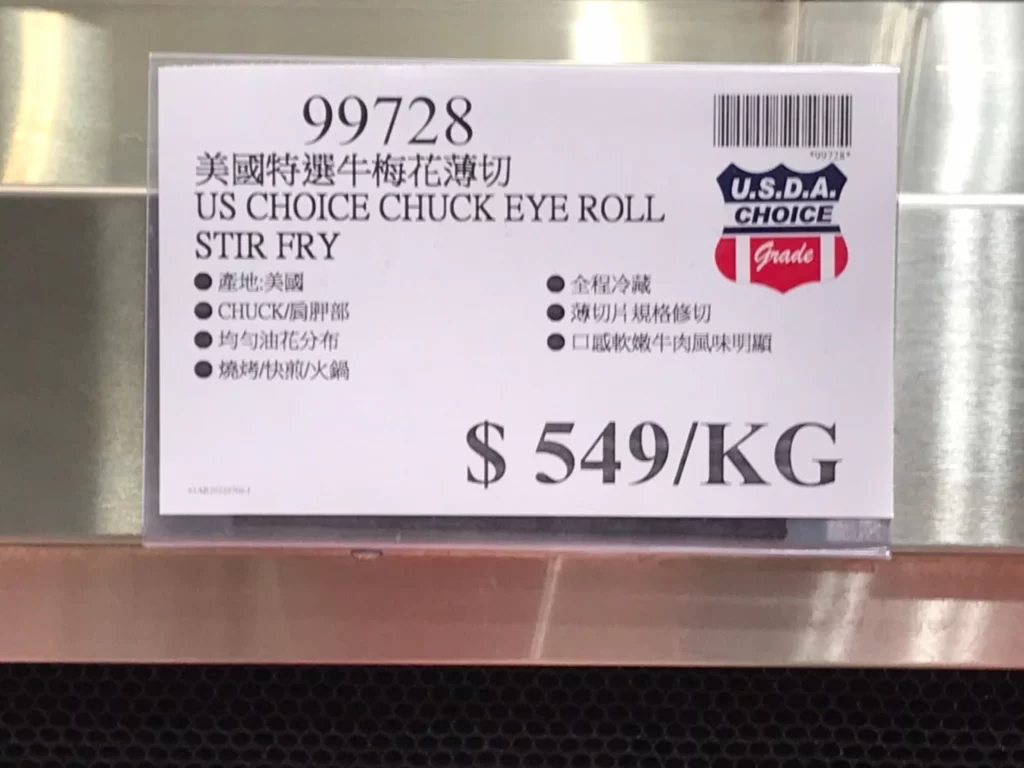 99728
*99728*
美國特選牛梅花薄切
US CHOICE CHUCK EYE ROLL
STIR FRY
U.S.D.A.
CHOICE
Grade
● 產地:美國
● CHUCK/肩胛部
● 均勻油花分布
● 燒烤/快煎/火鍋
● 全程冷藏
● 薄切片規格修切
● 口感軟嫩牛肉風味明顯
$ 549/KG